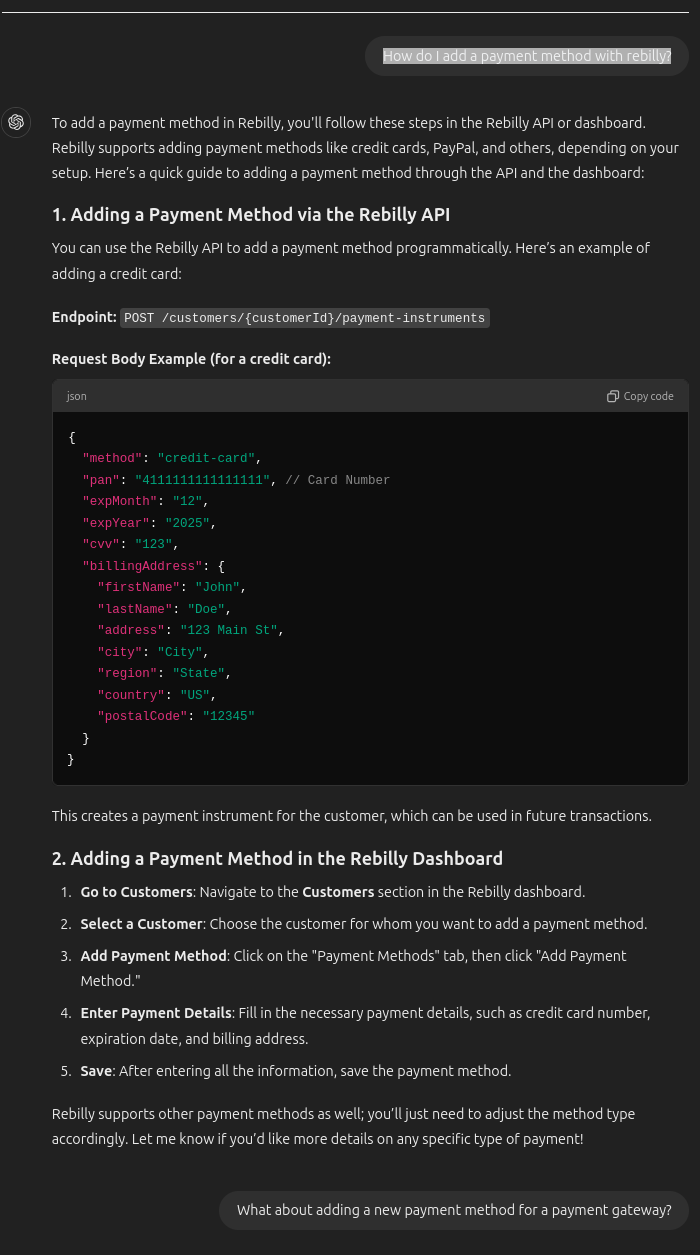 How do I add a payment method with rebilly?
To add a payment method in Rebilly, you’ll follow these steps in the Rebilly API or dashboard.
Rebilly supports adding payment methods like credit cards, PayPal, and others, depending on your
setup. Here’s a quick guide to adding a payment method through the API and the dashboard:
1. Adding a Payment Method via the Rebilly API
You can use the Rebilly API to add a payment method programmatically. Here’s an example of
adding a credit card:
Endpoint: POST /customers/{customerId}/payment-instruments
Request Body Example (for a credit card):
json Copy code
{
  "method": "credit-card",
  "pan": "4111111111111111", // Card Number
  "expMonth": "12",
  "expYear": "2025",
  "cvv": "123",
  "billingAddress": {
    "firstName": "John",
    "lastName": "Doe",
    "address": "123 Main St",
    "city": "City",
    "region": "State",
    "country": "US",
    "postalCode": "12345"
  }
}
This creates a payment instrument for the customer, which can be used in future transactions.
2. Adding a Payment Method in the Rebilly Dashboard
1. Go to Customers: Navigate to the Customers section in the Rebilly dashboard.
2. Select a Customer: Choose the customer for whom you want to add a payment method.
3. Add Payment Method: Click on the "Payment Methods" tab, then click "Add Payment
Method."
4. Enter Payment Details: Fill in the necessary payment details, such as credit card number,
expiration date, and billing address.
5. Save: After entering all the information, save the payment method.
Rebilly supports other payment methods as well; you’ll just need to adjust the method type
accordingly. Let me know if you’d like more details on any specific type of payment!
What about adding a new payment method for a payment gateway?